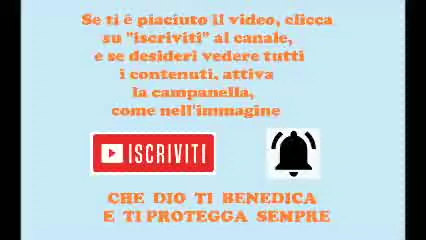 Se ti é piaciuto il video, clicca
su "iscriviti" al canale,
e se desideri vedere tutti
i contenuti, attiva
la campanella,
come nell'immagine
ISCRIVITI
CHE DIO TI BENEDICA
E TI PROTEGGA SEMPRE